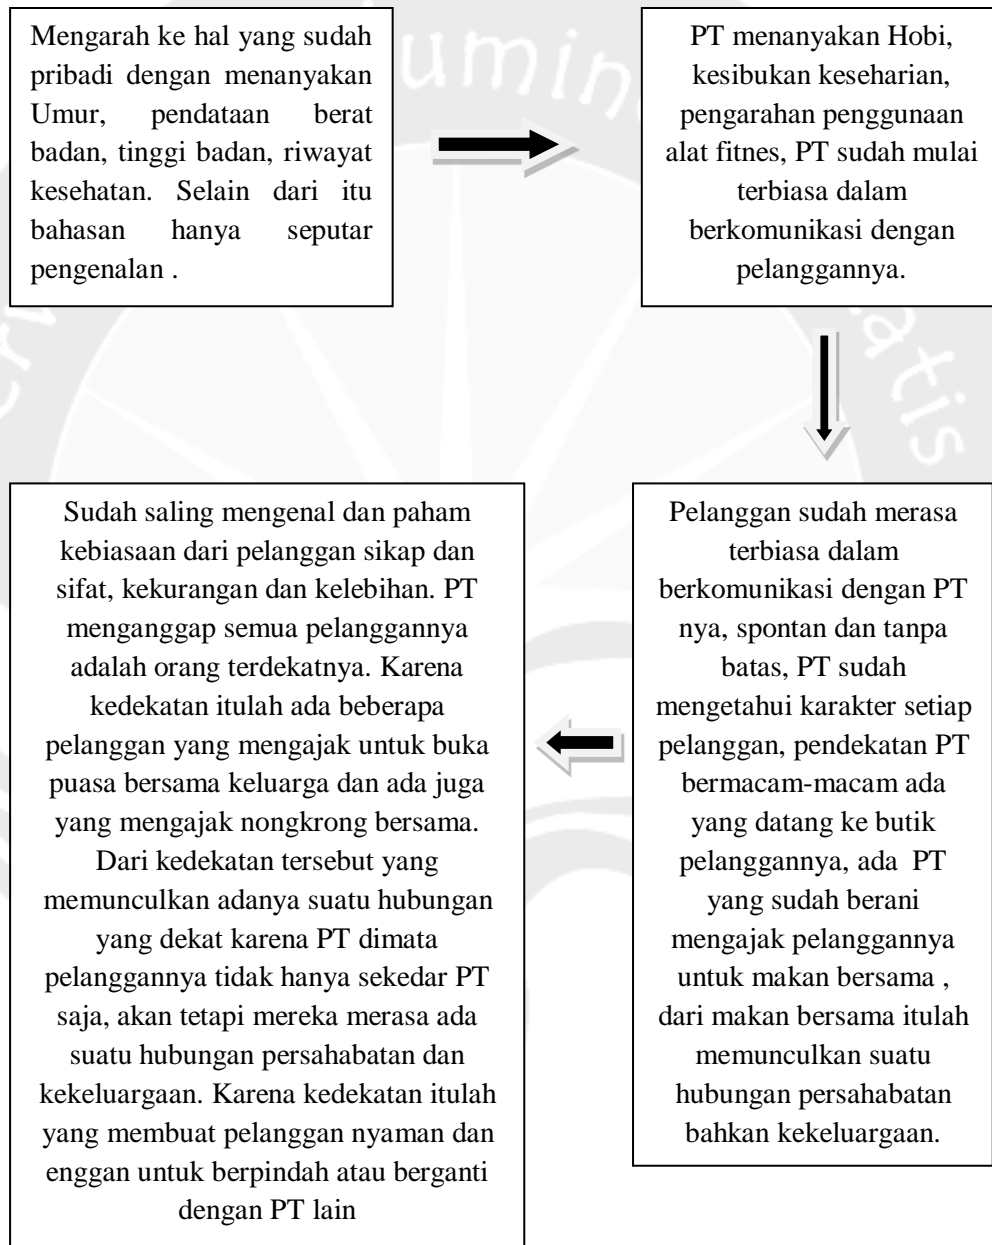 Mengarah ke hal yang sudah
pribadi dengan menanyakan
Umur, pendataan berat
badan, tinggi badan, riwayat
kesehatan. Selain dari itu
bahasan hanya seputar
pengenalan .
PT menanyakan Hobi,
kesibukan keseharian,
pengarahan penggunaan
alat fitnes, PT sudah mulai
terbiasa dalam
berkomunikasi dengan
pelanggannya.
Pelanggan sudah merasa
terbiasa dalam
berkomunikasi dengan PT
nya, spontan dan tanpa
batas, PT sudah
mengetahui karakter setiap
pelanggan, pendekatan PT
bermacam-macam ada
yang datang ke butik
pelanggannya, ada PT
yang sudah berani
mengajak pelanggannya
untuk makan bersama ,
dari makan bersama itulah
memunculkan suatu
hubungan persahabatan
bahkan kekeluargaan.
Sudah saling mengenal dan paham
kebiasaan dari pelanggan sikap dan
sifat, kekurangan dan kelebihan. PT
menganggap semua pelanggannya
adalah orang terdekatnya. Karena
kedekatan itulah ada beberapa
pelanggan yang mengajak untuk buka
puasa bersama keluarga dan ada juga
yang mengajak nongkrong bersama.
Dari kedekatan tersebut yang
memunculkan adanya suatu hubungan
yang dekat karena PT dimata
pelanggannya tidak hanya sekedar PT
saja, akan tetapi mereka merasa ada
suatu hubungan persahabatan dan
kekeluargaan. Karena kedekatan itulah
yang membuat pelanggan nyaman dan
enggan untuk berpindah atau berganti
dengan PT lain